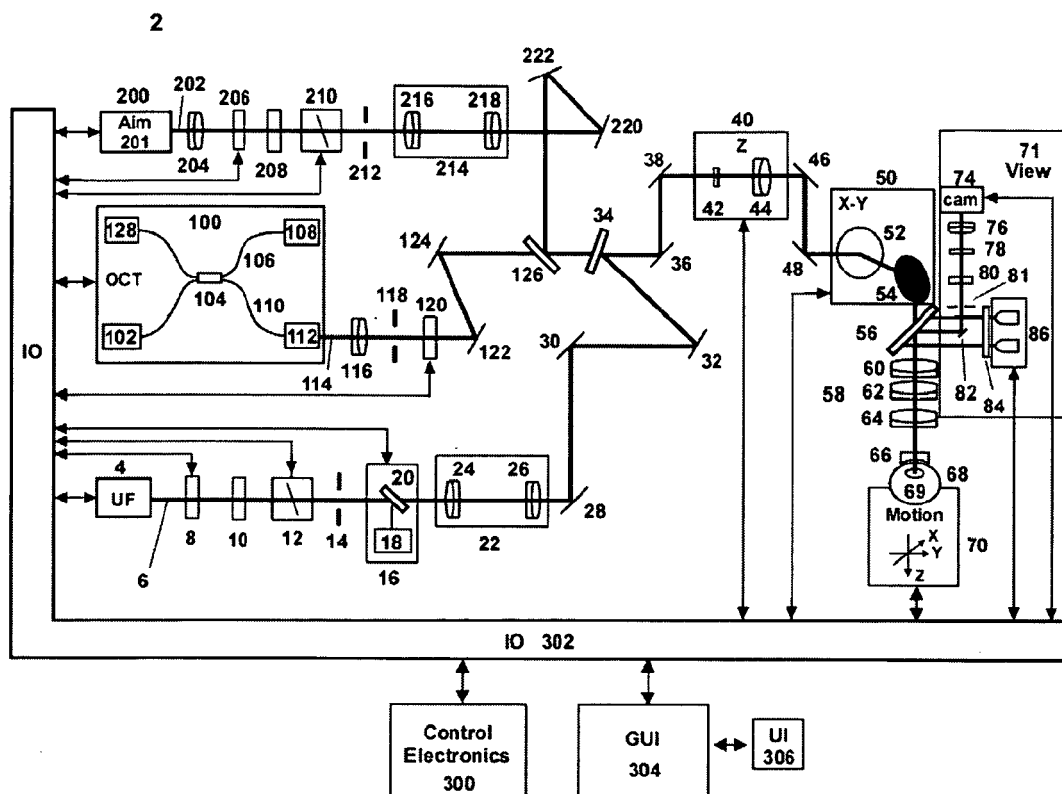 2
222
202
200 206 210 216 218
Aim
201
204 208 212 214 220
40
Z
38 42 44 46
71
View
74
cam
50
X-Y
76
52
78
80 81
54
34
36
48
56
86
82
84
100
128 108
124
106
OCT
104
126
110
118
120
102 112
122
114 116
IO
30
32
60
58 62
64
4
UF
20
24 26
66
68
69
18
28
Motion
X
Y
Z
70
6
8 10 12 14 16 22
IO 302
Control
Electronics
300
GUI
304
UI
306